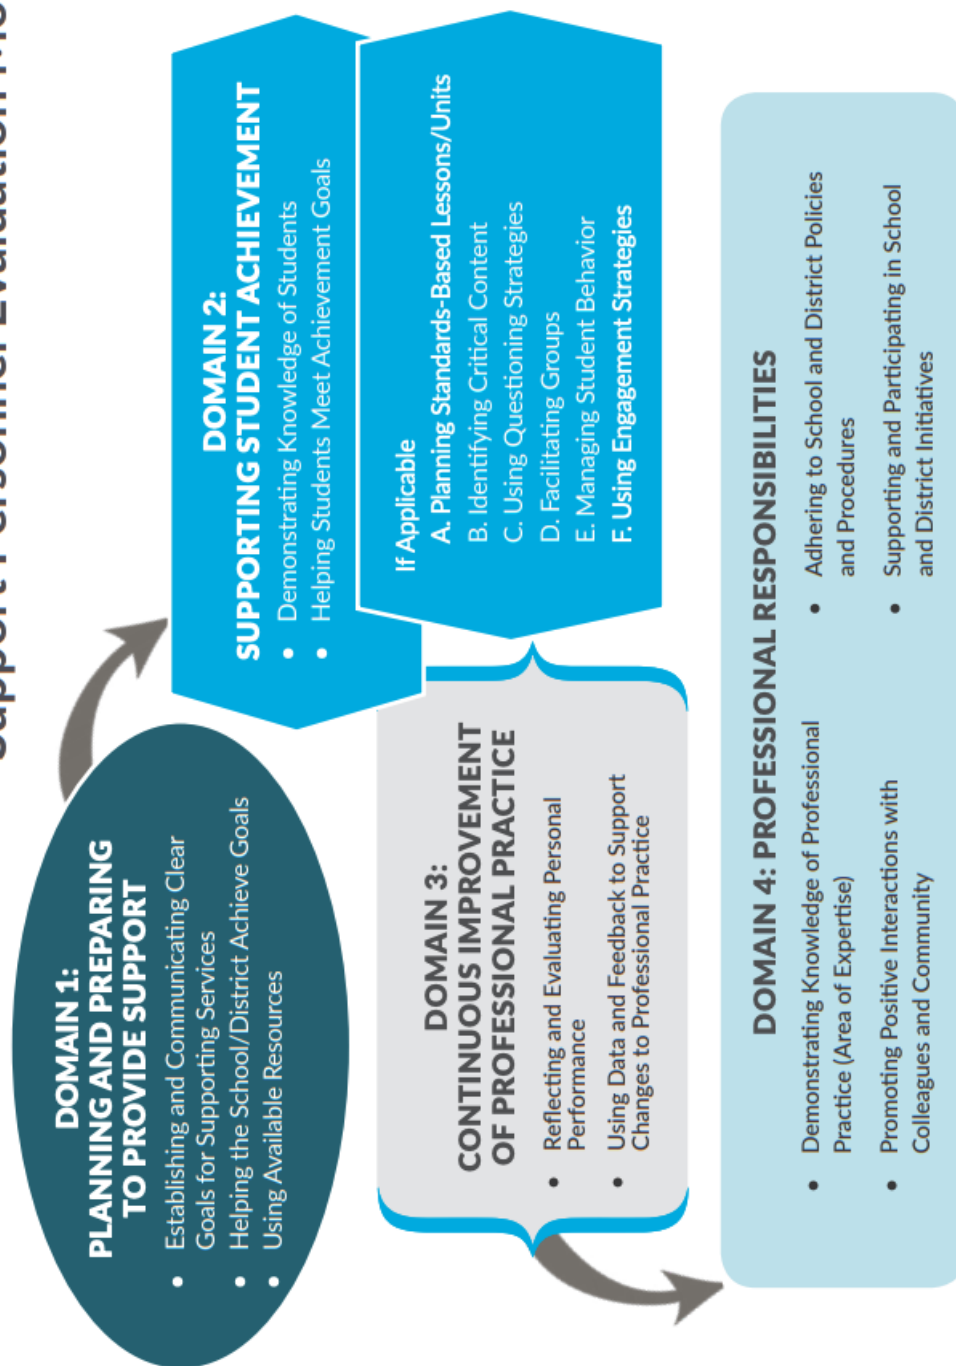 Support Personnel Evaluation
DOMAIN 1:
PLANNING AND PREPARING
TO PROVIDE SUPPORT
• Establishing and Communicating Clear
Goals for Supporting Services
• Helping the School/District Achieve Goals
• Using Available Resources
DOMAIN 2:
SUPPORTING STUDENT ACHIEVEMENT
• Demonstrating Knowledge of Students
• Helping Students Meet Achievement Goals
If Applicable
A. Planning Standards-Based Lessons/Units
B. Identifying Critical Content
C. Using Questioning Strategies
D. Facilitating Groups
E. Managing Student Behavior
F. Using Engagement Strategies
DOMAIN 3:
CONTINUOUS IMPROVEMENT
OF PROFESSIONAL PRACTICE
• Reflecting and Evaluating Personal
Performance
• Using Data and Feedback to Support
Changes to Professional Practice
DOMAIN 4: PROFESSIONAL RESPONSIBILITIES
• Demonstrating Knowledge of Professional
Practice (Area of Expertise)
• Promoting Positive Interactions with
Colleagues and Community
• Adhering to School and District Policies
and Procedures
• Supporting and Participating in School
and District Initiatives